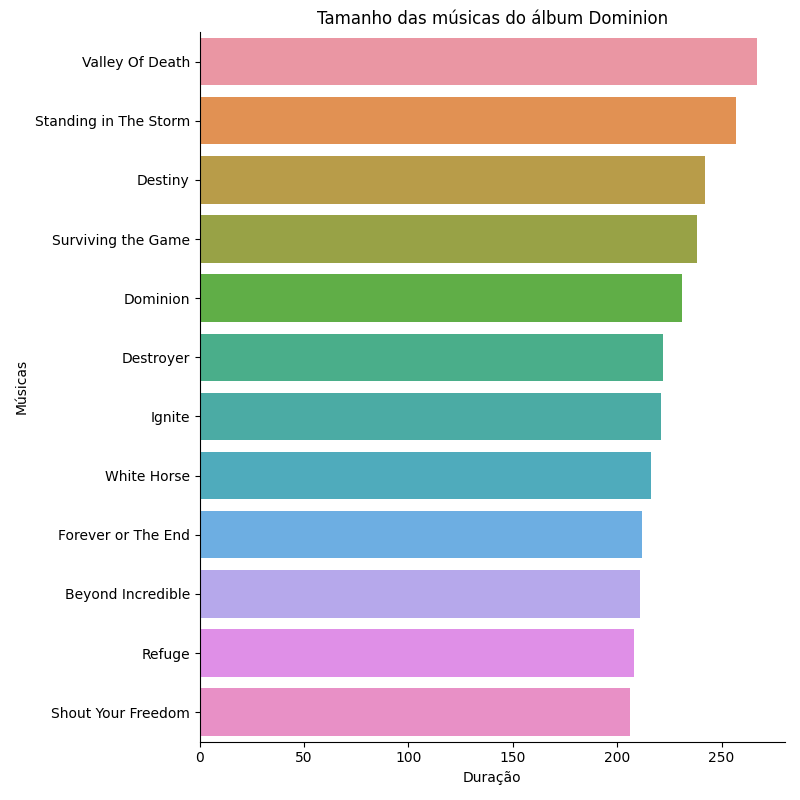 Tamanho das músicas do álbum Dominion
Valley Of Death
Standing in The Storm
Destiny
Surviving the Game
Dominion
Destroyer
Ignite
White Horse
Forever or The End
Beyond Incredible
Refuge
Shout Your Freedom
Músicas
0 50 100 150 200 250
Duração